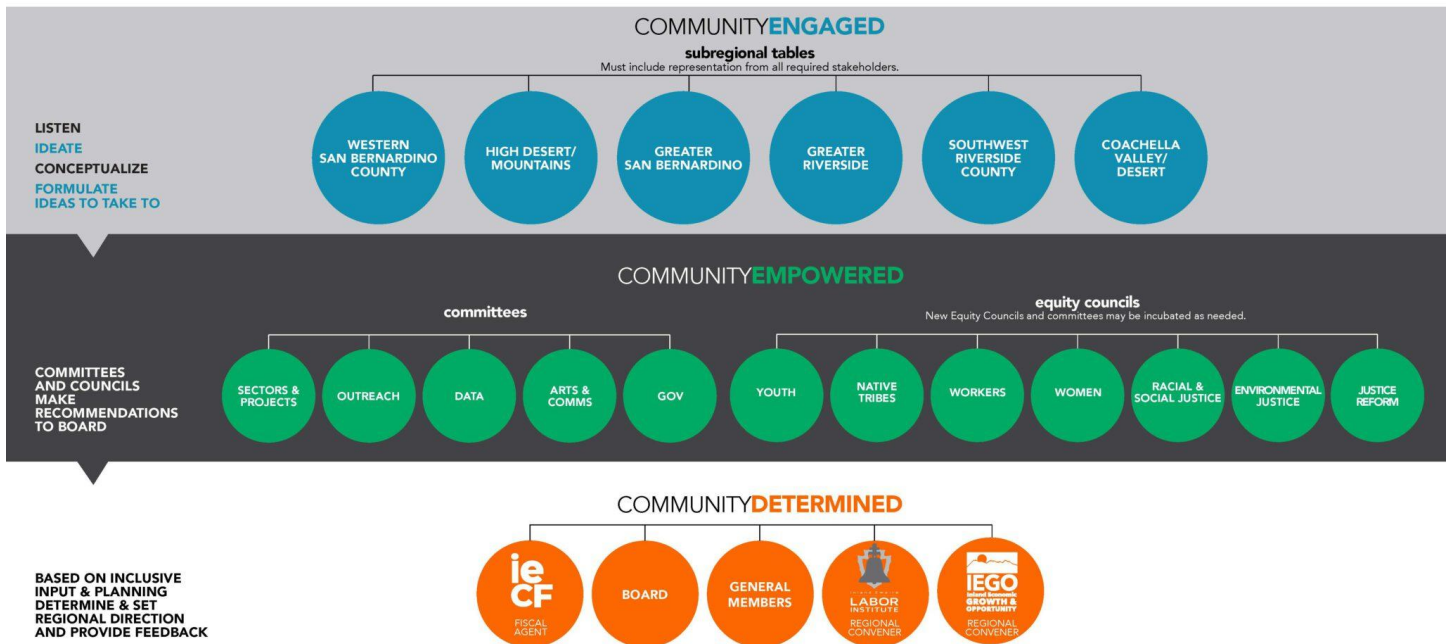 COMMUNITYENGAGED
subregional tables
Must include representation from all required stakeholders.
LISTEN
IDEATE
CONCEPTUALIZE
FORMULATE
IDEAS TO TAKE TO
WESTERN
SAN BERNARDINO
COUNTY
HIGH DESERT/
MOUNTAINS
GREATER
SAN BERNARDINO
GREATER
RIVERSIDE
SOUTHWEST
RIVERSIDE
COUNTY
COACHELLA
VALLEY/
DESERT
COMMUNITYEMPOWERED
committees
equity councils
New Equity Councils and committees may be incubated as needed.
COMMITTEES
AND COUNCILS
MAKE
RECOMMENDATIONS
TO BOARD
SECTORS &
PROJECTS
OUTREACH
DATA
ARTS &
COMMS
GOV
YOUTH
NATIVE
TRIBES
WORKERS
WOMEN
RACIAL &
SOCIAL JUSTICE
ENVIRONMENTAL
JUSTICE
JUSTICE
REFORM
COMMUNITYDETERMINED
BASED ON INCLUSIVE
INPUT & PLANNING
DETERMINE & SET
REGIONAL DIRECTION
AND PROVIDE FEEDBACK
ie
CF
FISCAL
AGENT
BOARD
GENERAL
MEMBERS
LABOR
INSTITUTE
REGIONAL
CONVENER
IEGO
Inland Economic
GROWTH &
OPPORTUNITY
REGIONAL
CONVENER